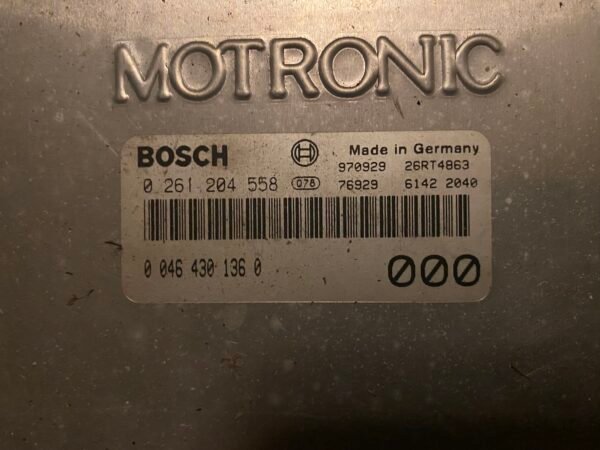 MOTRONIC
BOSCH Made in Germany
970929 26RT4863
0 261 204 558 078 76929 6142 2040
0 046 430 136 0 000